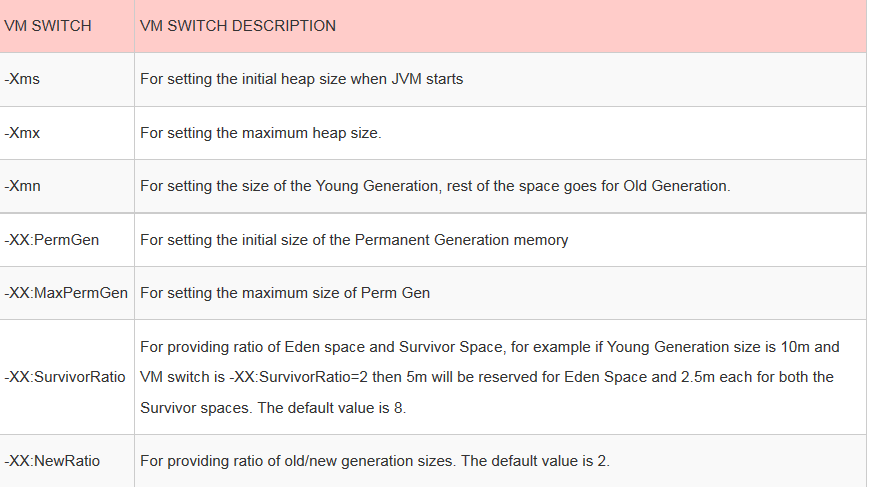 VM SWITCH VM SWITCH DESCRIPTION
-Xms For setting the initial heap size when JVM starts
-Xmx For setting the maximum heap size.
-Xmn For setting the size of the Young Generation, rest of the space goes for Old Generation.
-XX:PermGen For setting the initial size of the Permanent Generation memory
-XX:MaxPermGen For setting the maximum size of Perm Gen
-XX:SurvivorRatio
For providing ratio of Eden space and Survivor Space, for example if Young Generation size is 10m and
VM switch is -XX:SurvivorRatio=2 then 5m will be reserved for Eden Space and 2.5m each for both the
Survivor spaces. The default value is 8.
-XX:NewRatio For providing ratio of old/new generation sizes. The default value is 2.